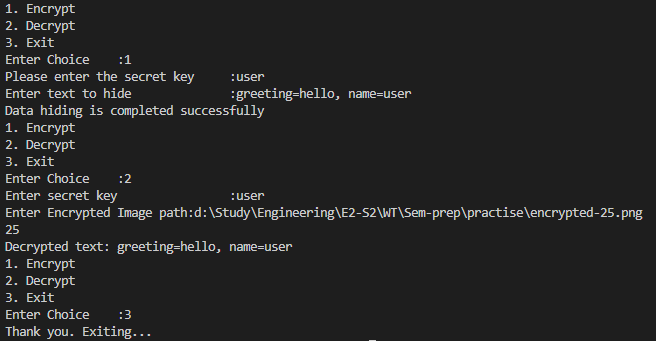 1. Encrypt
2. Decrypt
3. Exit
Enter Choice    :1
Please enter the secret key     :user
Enter text to hide              :greeting=hello, name=user
Data hiding is completed successfully
1. Encrypt
2. Decrypt
3. Exit
Enter Choice    :2
Enter secret key                :user
Enter Encrypted Image path:d:\Study\Engineering\E2-S2\WT\Sem-prep\practise\encrypted-25.png
25
Decrypted text: greeting=hello, name=user
1. Encrypt
2. Decrypt
3. Exit
Enter Choice    :3
Thank you. Exiting...